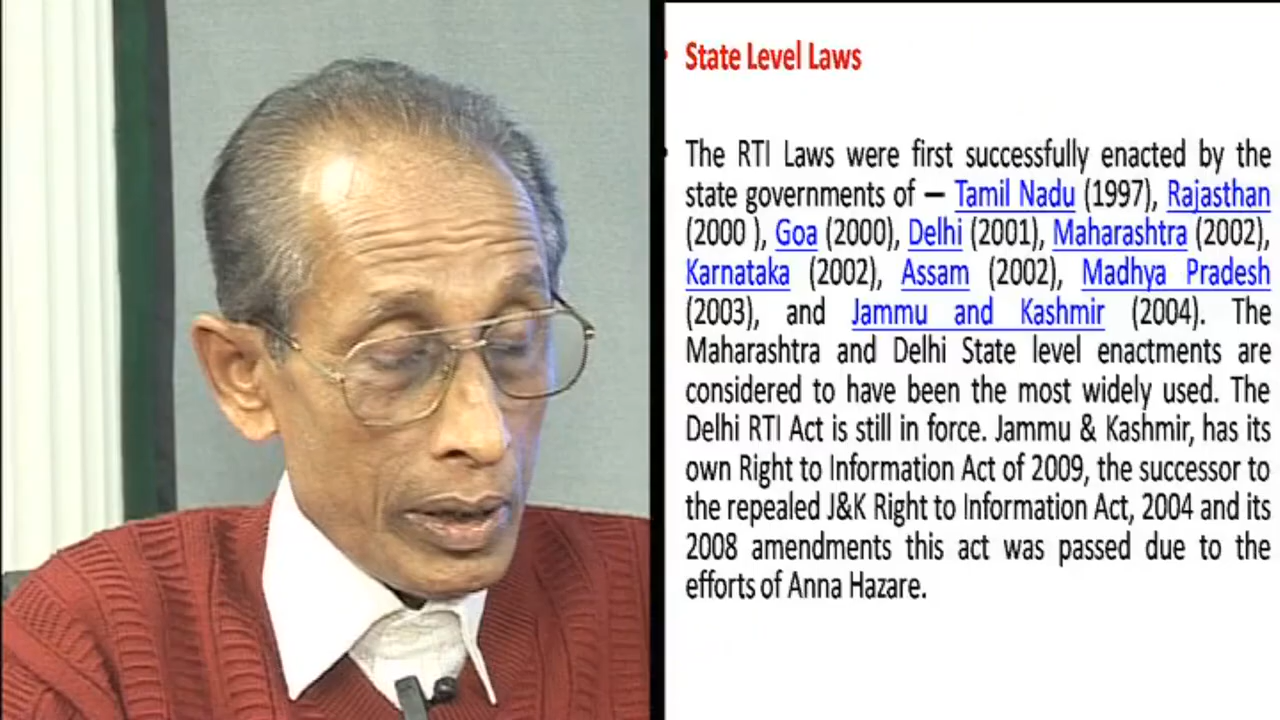 State Level Laws
The RTI Laws were first successfully enacted by the
state governments of — Tamil Nadu (1997), Rajasthan
(2000 ), Goa (2000), Delhi (2001), Maharashtra (2002),
Karnataka (2002), Assam (2002), Madhya Pradesh
(2003), and Jammu and Kashmir (2004). The
Maharashtra and Delhi State level enactments are
considered to have been the most widely used. The
Delhi RTI Act is still in force. Jammu & Kashmir, has its
own Right to Information Act of 2009, the successor to
the repealed J&K Right to Information Act, 2004 and its
2008 amendments this act was passed due to the
efforts of Anna Hazare.